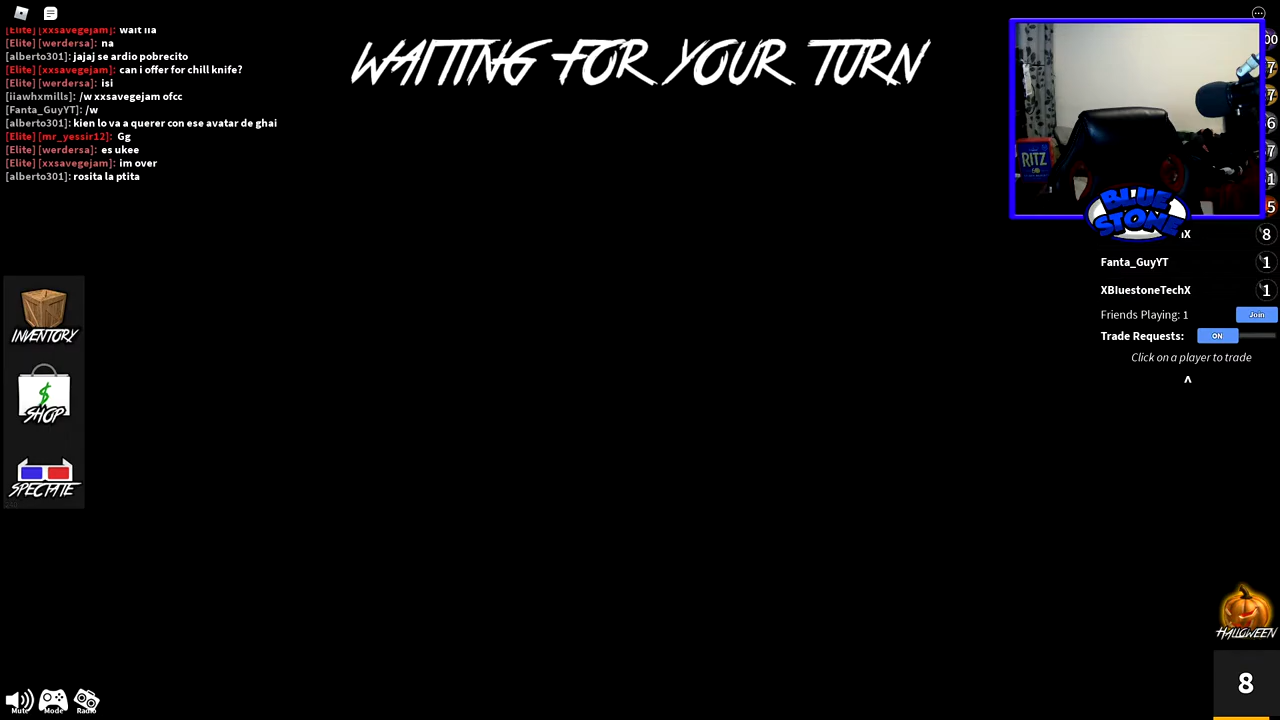 [Elite] [xxsavegejam]: wait lla
[Elite] [werdersa]: na
[alberto301]: jajaj se ardio pobrecito
[Elite] [xxsavegejam]: can i offer for chill knife?
[Elite] [werdersa]: isi
[iiawhxmills]: /w xxsavegejam ofcc
[Fanta_GuyYT]: /w
[alberto301]: kien lo va a querer con ese avatar de ghai
[Elite] [mr_yessir12]: Gg
[Elite] [werdersa]: es ukee
[Elite] [xxsavegejam]: im over
[alberto301]: rosita la ptita
WAITING FOR YOUR TURN
RITZ
BLUE
STONE
X 8
Fanta_GuyYT 1
XBluestoneTechX 1
Friends Playing: 1 Join
Trade Requests: ON
Click on a player to trade
^
INVENTORY
$
SHOP
SPECTATE
HALLOWEEN
8
Mute Mode Radio